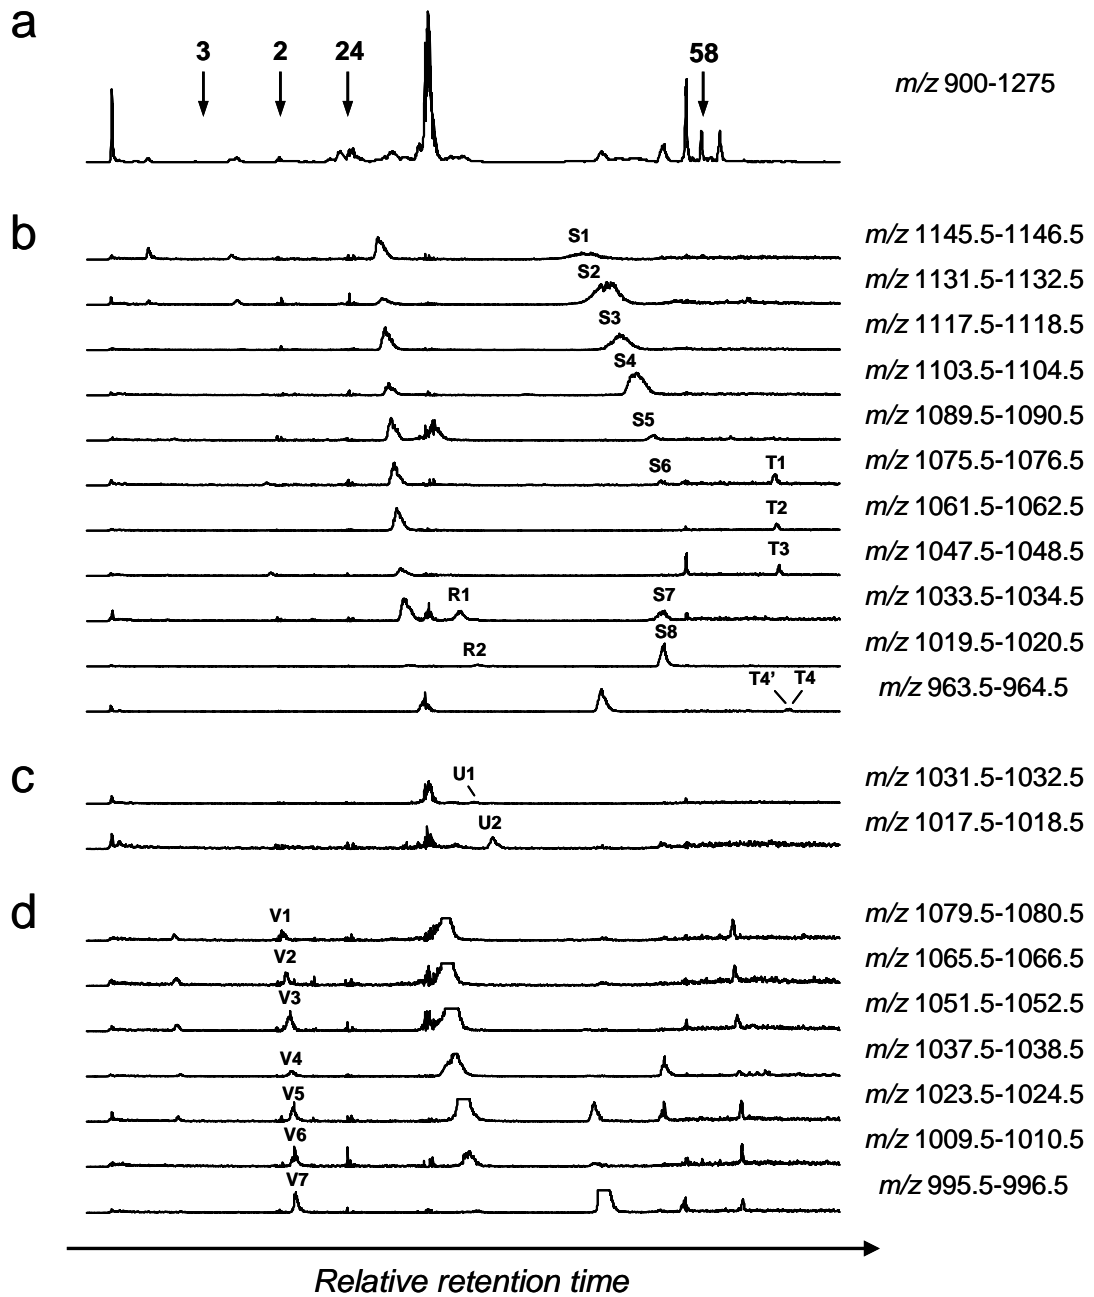 a
3 2 24 58
m/z 900-1275
b
S1 m/z 1145.5-1146.5
S2 m/z 1131.5-1132.5
S3 m/z 1117.5-1118.5
S4 m/z 1103.5-1104.5
S5 m/z 1089.5-1090.5
S6 T1 m/z 1075.5-1076.5
T2 m/z 1061.5-1062.5
T3 m/z 1047.5-1048.5
R1 S7 m/z 1033.5-1034.5
R2 S8 m/z 1019.5-1020.5
T4' T4 m/z 963.5-964.5
c
U1 m/z 1031.5-1032.5
U2 m/z 1017.5-1018.5
d
V1 m/z 1079.5-1080.5
V2 m/z 1065.5-1066.5
V3 m/z 1051.5-1052.5
V4 m/z 1037.5-1038.5
V5 m/z 1023.5-1024.5
V6 m/z 1009.5-1010.5
V7 m/z 995.5-996.5
Relative retention time